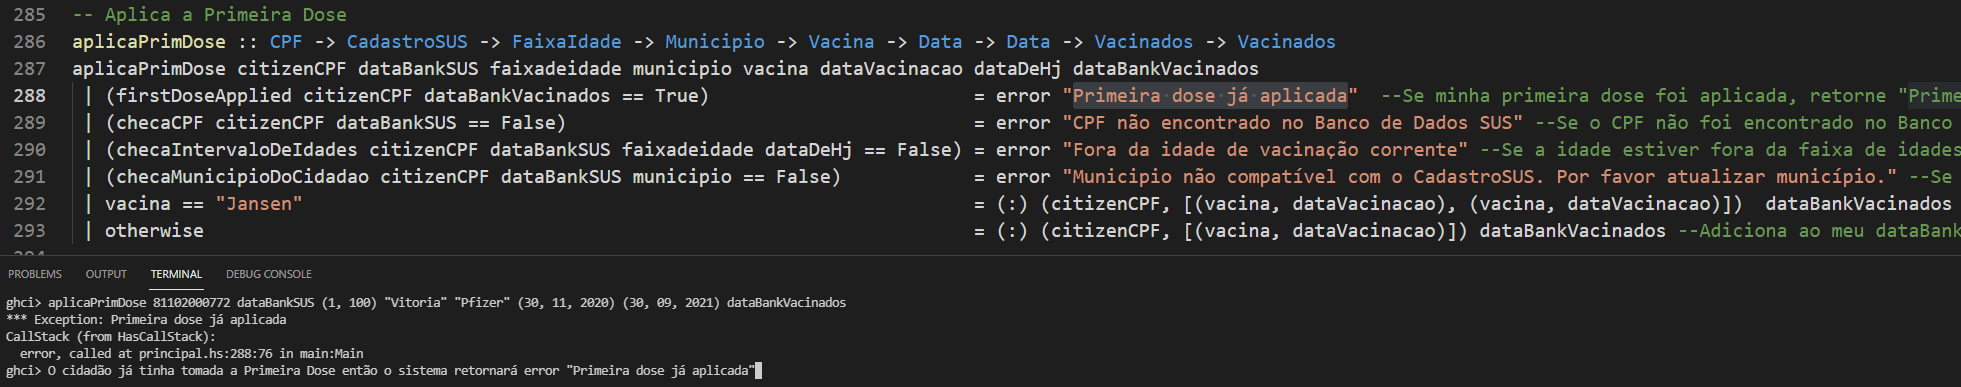 285 -- Aplica a Primeira Dose
286 aplicaPrimDose :: CPF -> CadastroSUS -> FaixaIdade -> Municipio -> Vacina -> Data -> Data -> Vacinados -> Vacinados
287 aplicaPrimDose citizenCPF dataBankSUS faixadeidade municipio vacina dataVacinacao dataDeHj dataBankVacinados
288 | (firstDoseApplied citizenCPF dataBankVacinados == True) = error "Primeira dose já aplicada" --Se minha primeira dose foi aplicada, retorne "Prime
289 | (checaCPF citizenCPF dataBankSUS == False) = error "CPF não encontrado no Banco de Dados SUS" --Se o CPF não foi encontrado no Banco
290 | (checaIntervaloDeIdades citizenCPF dataBankSUS faixadeidade dataDeHj == False) = error "Fora da idade de vacinação corrente" --Se a idade estiver fora da faixa de idades
291 | (checaMunicipioDoCidadao citizenCPF dataBankSUS municipio == False) = error "Municipio não compatível com o CadastroSUS. Por favor atualizar município." --Se
292 | vacina == "Jansen" = (:) (citizenCPF, [(vacina, dataVacinacao), (vacina, dataVacinacao)]) dataBankVacinados
293 | otherwise = (:) (citizenCPF, [(vacina, dataVacinacao)]) dataBankVacinados --Adiciona ao meu dataBank
294
PROBLEMS OUTPUT TERMINAL DEBUG CONSOLE
ghci> aplicaPrimDose 81102000772 dataBankSUS (1, 100) "Vitoria" "Pfizer" (30, 11, 2020) (30, 09, 2021) dataBankVacinados
*** Exception: Primeira dose já aplicada
CallStack (from HasCallStack):
error, called at principal.hs:288:76 in main:Main
ghci> O cidadão já tinha tomada a Primeira Dose então o sistema retornará error "Primeira dose já aplicada"